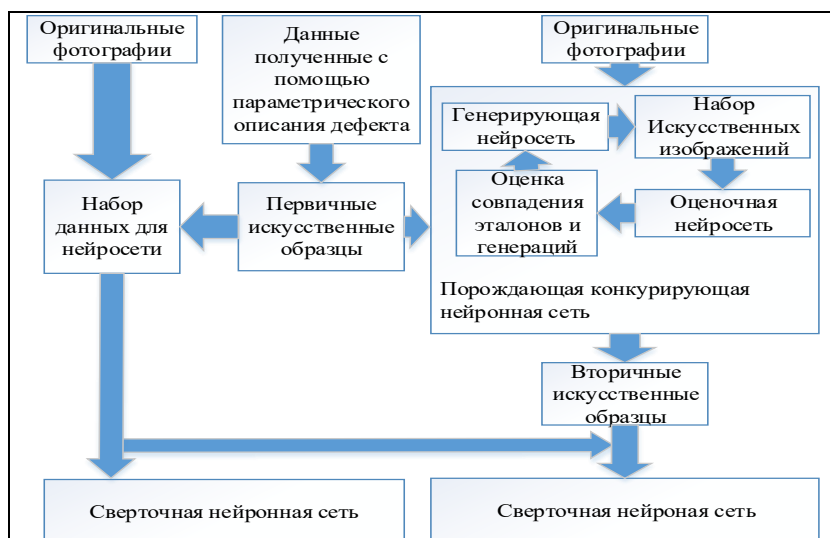 Оригинальные
фотографии
Данные
полученные с
помощью
параметрического
описания дефекта
Оригинальные
фотографии
Генерирующая
нейросеть
Набор
Искусственных
изображений
Оценка
совпадения
эталонов и
генераций
Оценочная
нейросеть
Порождающая конкурирующая
нейронная сеть
Набор
данных для
нейросети
Первичные
искусственные
образцы
Вторичные
искусственные
образцы
Сверточная нейронная сеть
Сверточная нейроная сеть